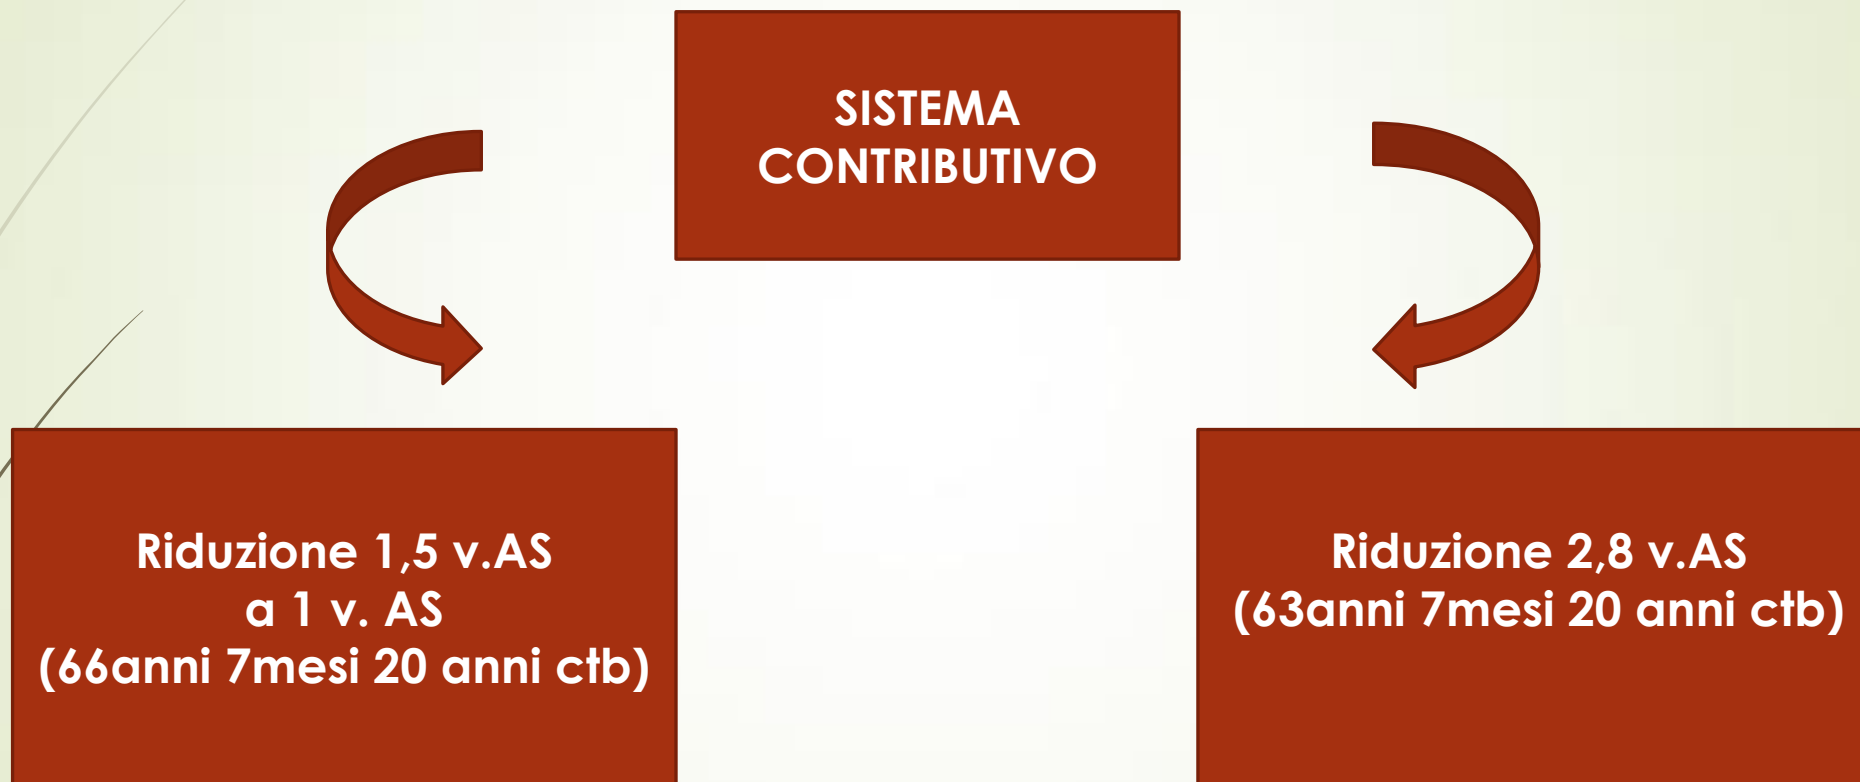 SISTEMA
CONTRIBUTIVO
Riduzione 1,5 v.AS
a 1 v. AS
(66anni 7mesi 20 anni ctb)
Riduzione 2,8 v.AS
(63anni 7mesi 20 anni ctb)